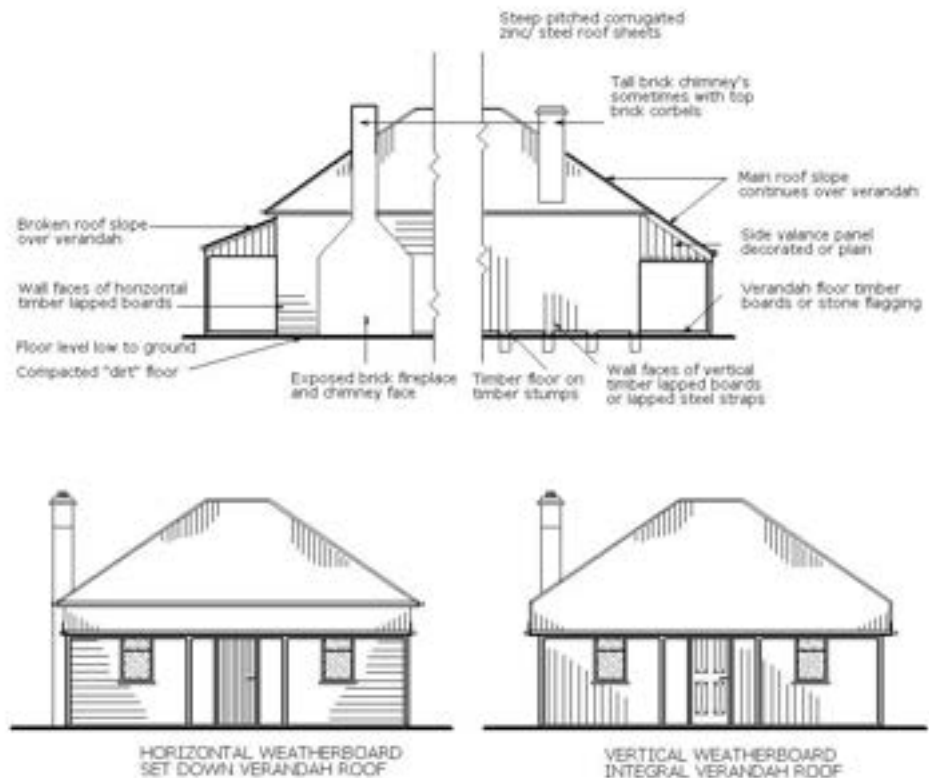 Steep pitched corrugated
zinc/ steel roof sheets
Tall brick chimney's
sometimes with top
brick corbels
Main roof slope
continues over verandah
Broken roof slope
over verandah
Side valance panel
decorated or plain
Wall faces of horizontal
timber lapped boards
Verandah floor timber
boards or stone flagging
Floor level low to ground
Compacted "dirt" floor
Exposed brick fireplace
and chimney face
Timber floor on
timber stumps
Wall faces of vertical
timber lapped boards
or lapped steel straps
HORIZONTAL WEATHERBOARD
SET DOWN VERANDAH ROOF
VERTICAL WEATHERBOARD
INTEGRAL VERANDAH ROOF